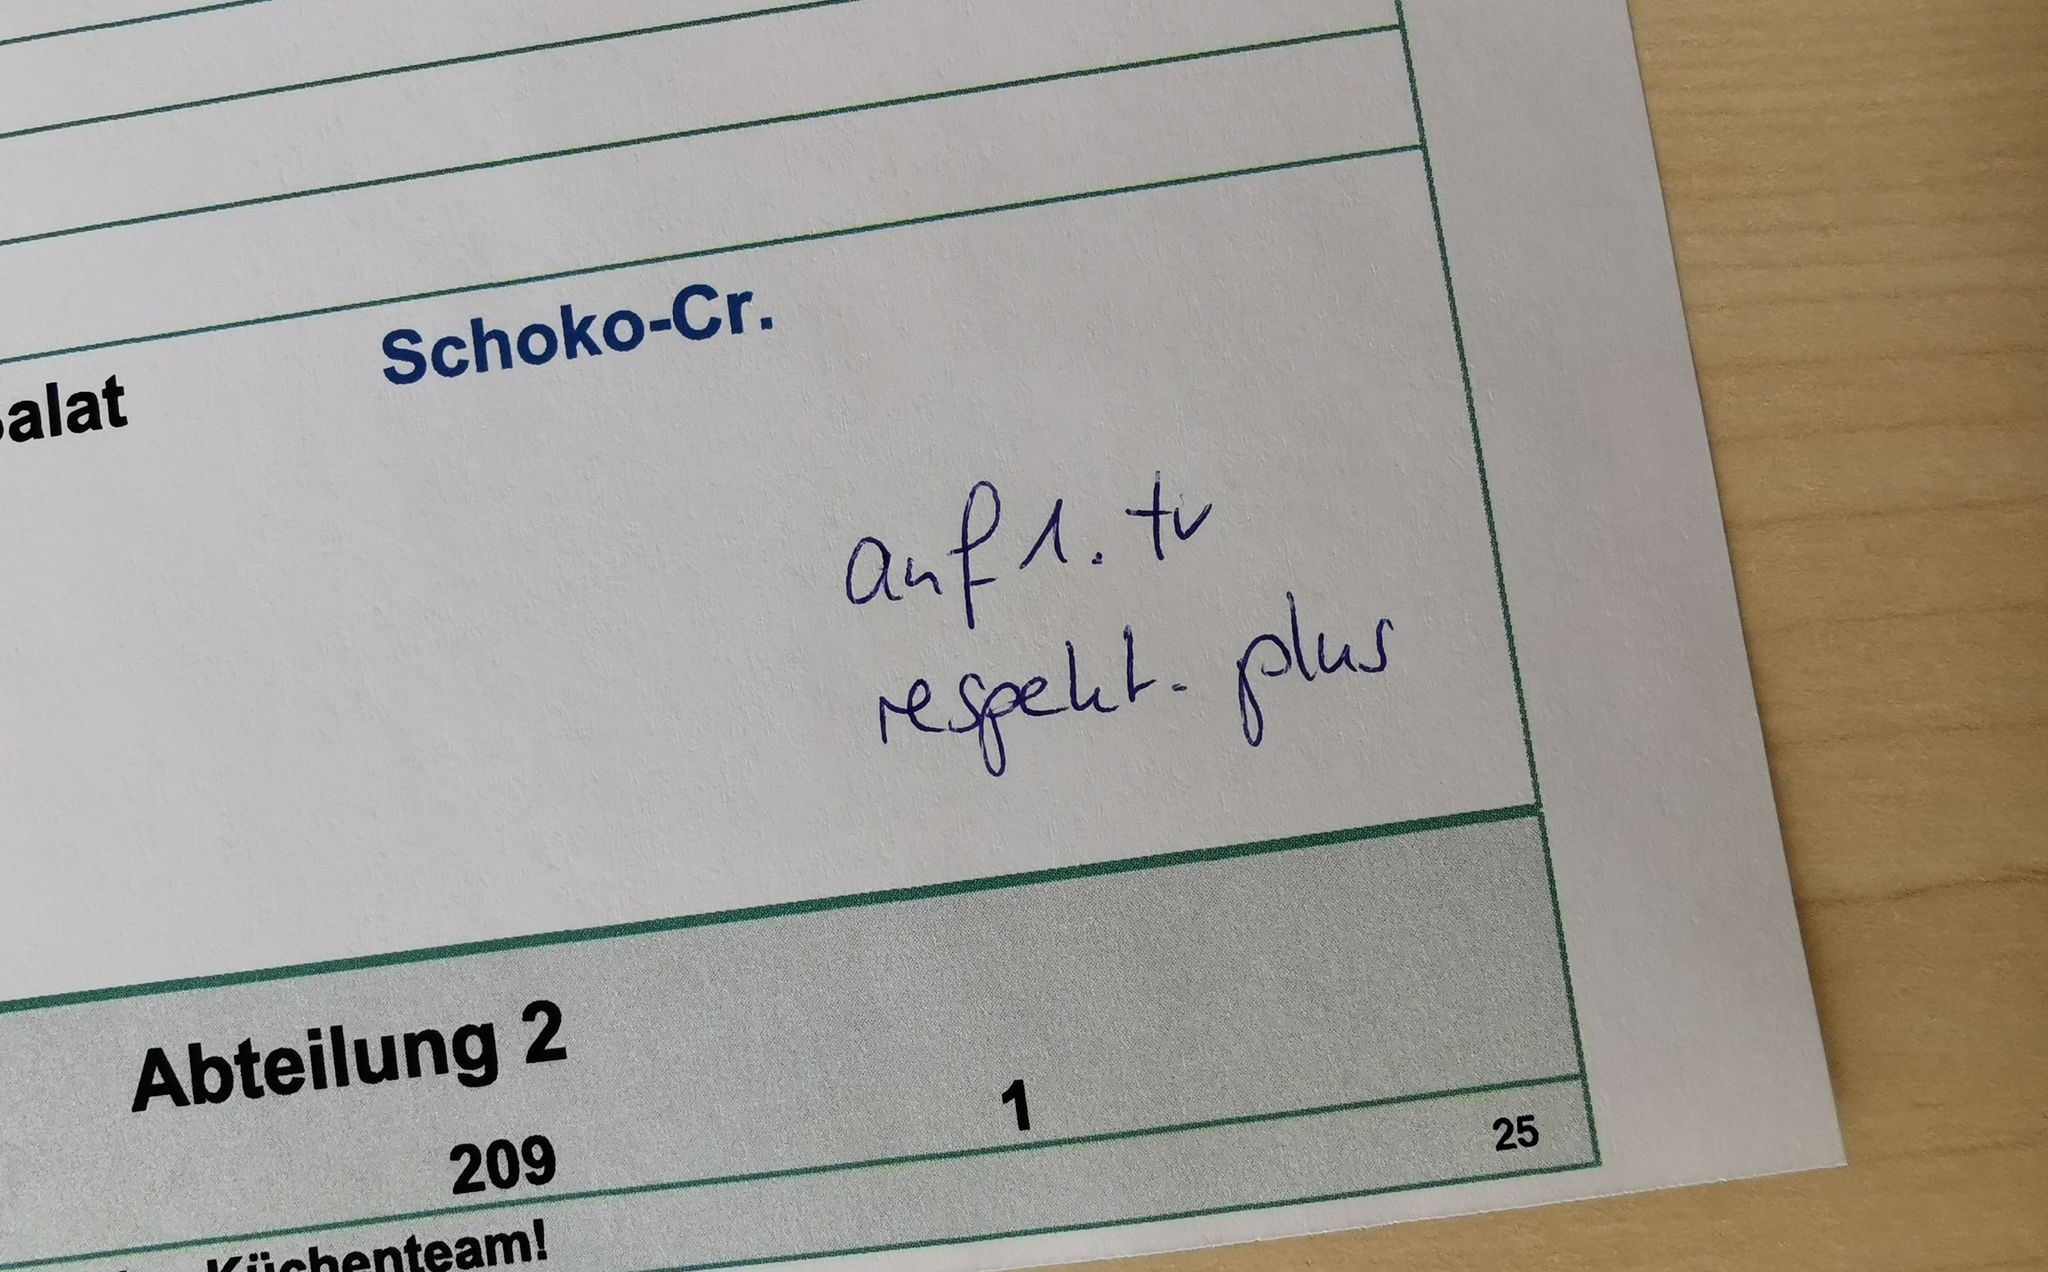 Schoko-Cr.
alat
auf 1. tv
respekt. plus
Abteilung 2
209 1
25
Küchenteam!